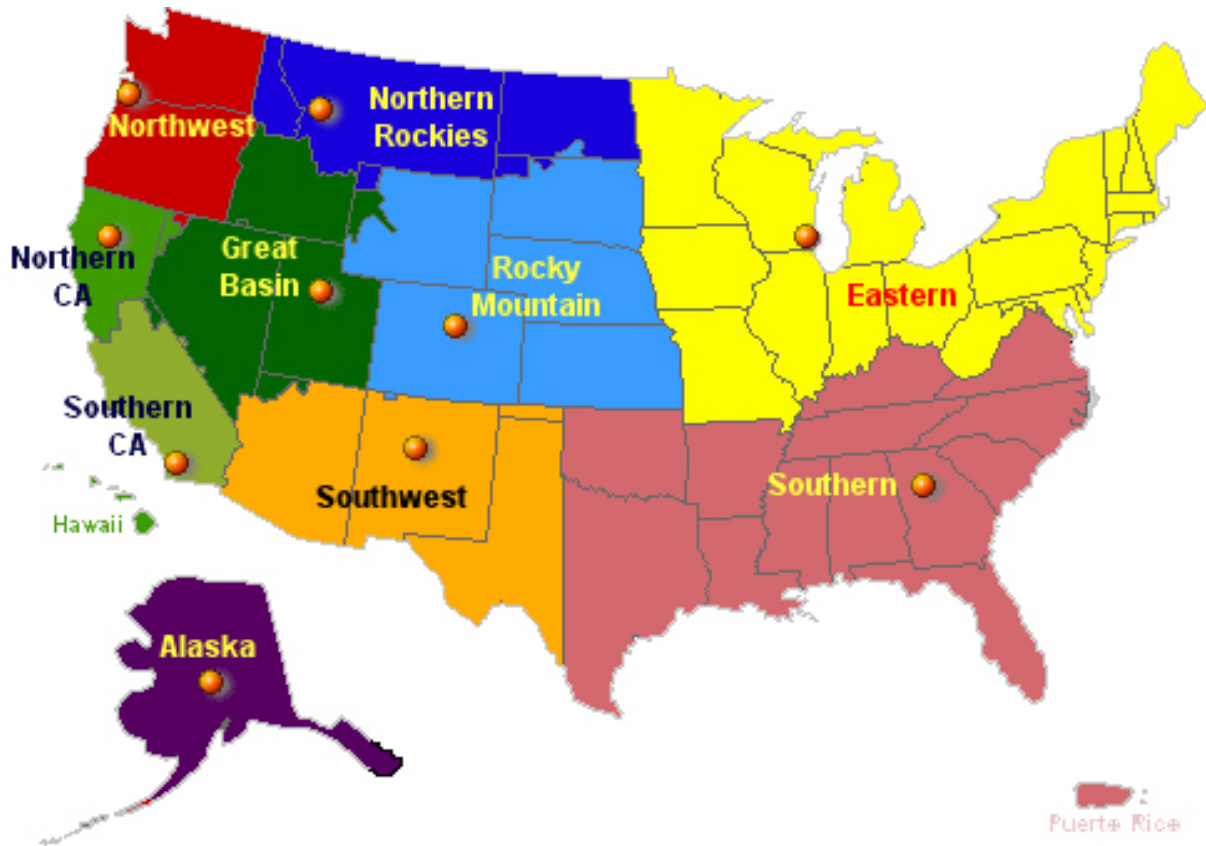 Northern
Rockies
Northwest
Great
Basin
Northern
CA
Rocky
Mountain
Eastern
Southern
CA
Southwest
Southern
Hawaii
Alaska
Puerto Rico